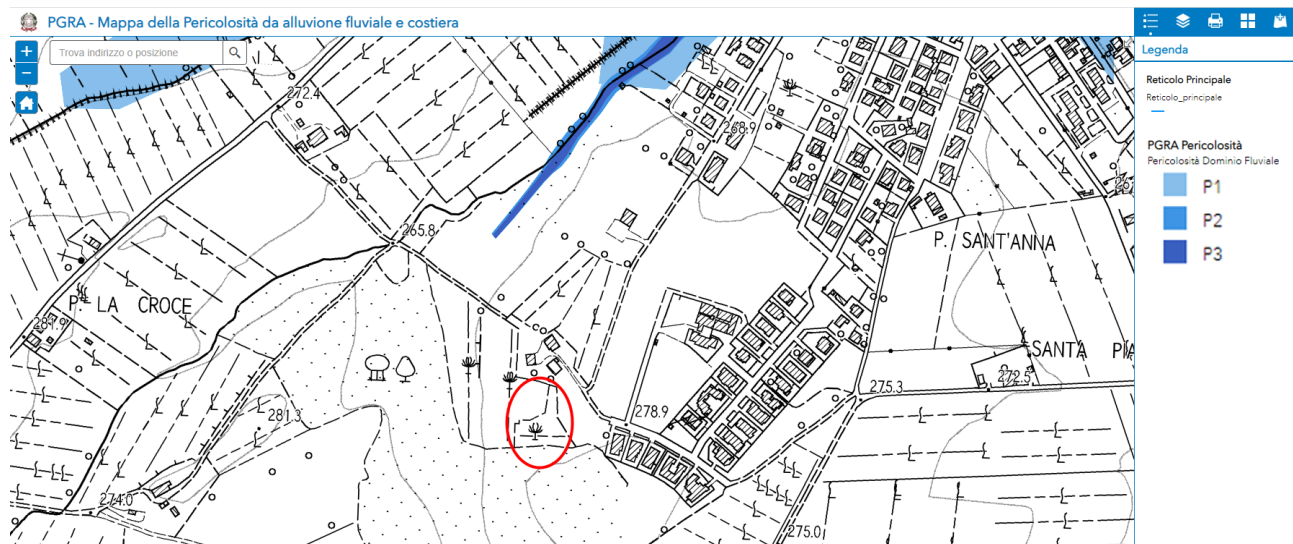 PGRA - Mappa della Pericolosità da alluvione fluviale e costiera
Trova indirizzo o posizione
Legenda
Reticolo Principale
Reticolo_principale
PGRA Pericolosità
Pericolosità Dominio Fluviale
P1
P2
P3
272.4
268.9
265.8
P. SANT'ANNA
LA CROCE
281.9
SANTA PIA
272.5
275.3
278.9
281.3
274.0
275.0